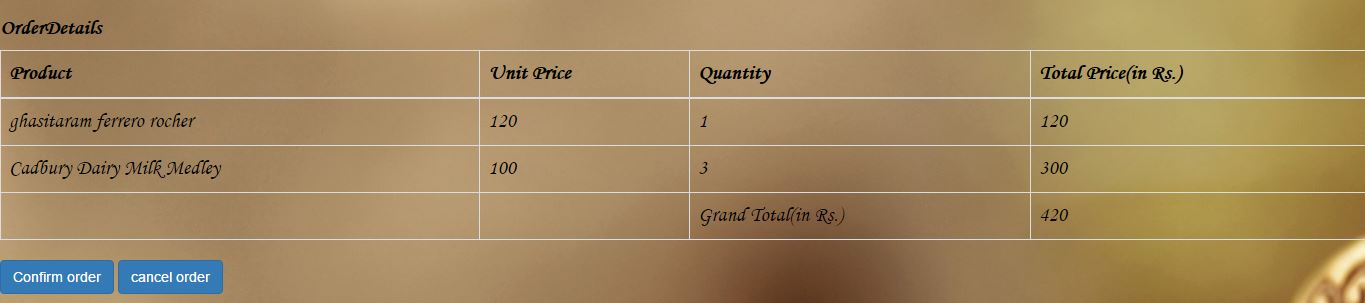 OrderDetails
Product Unit Price Quantity Total Price(in Rs.)
ghasitaram ferrero rocher 120 1 120
Cadbury Dairy Milk Medley 100 3 300
Grand Total(in Rs.) 420
Confirm order cancel order